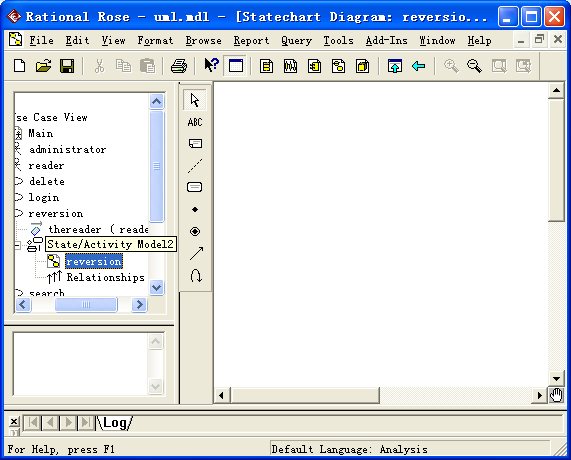 Rational Rose - uml.mdl - [Statechart Diagram: reversio...
File Edit View Format Browse Report Query Tools Add-Ins Window Help
ABC
se Case View
Main
administrator
reader
delete
login
reversion
thereader ( reade
State/Activity Model2
reversion
Relationships
search
Log
For Help, press F1
Default Language: Analysis